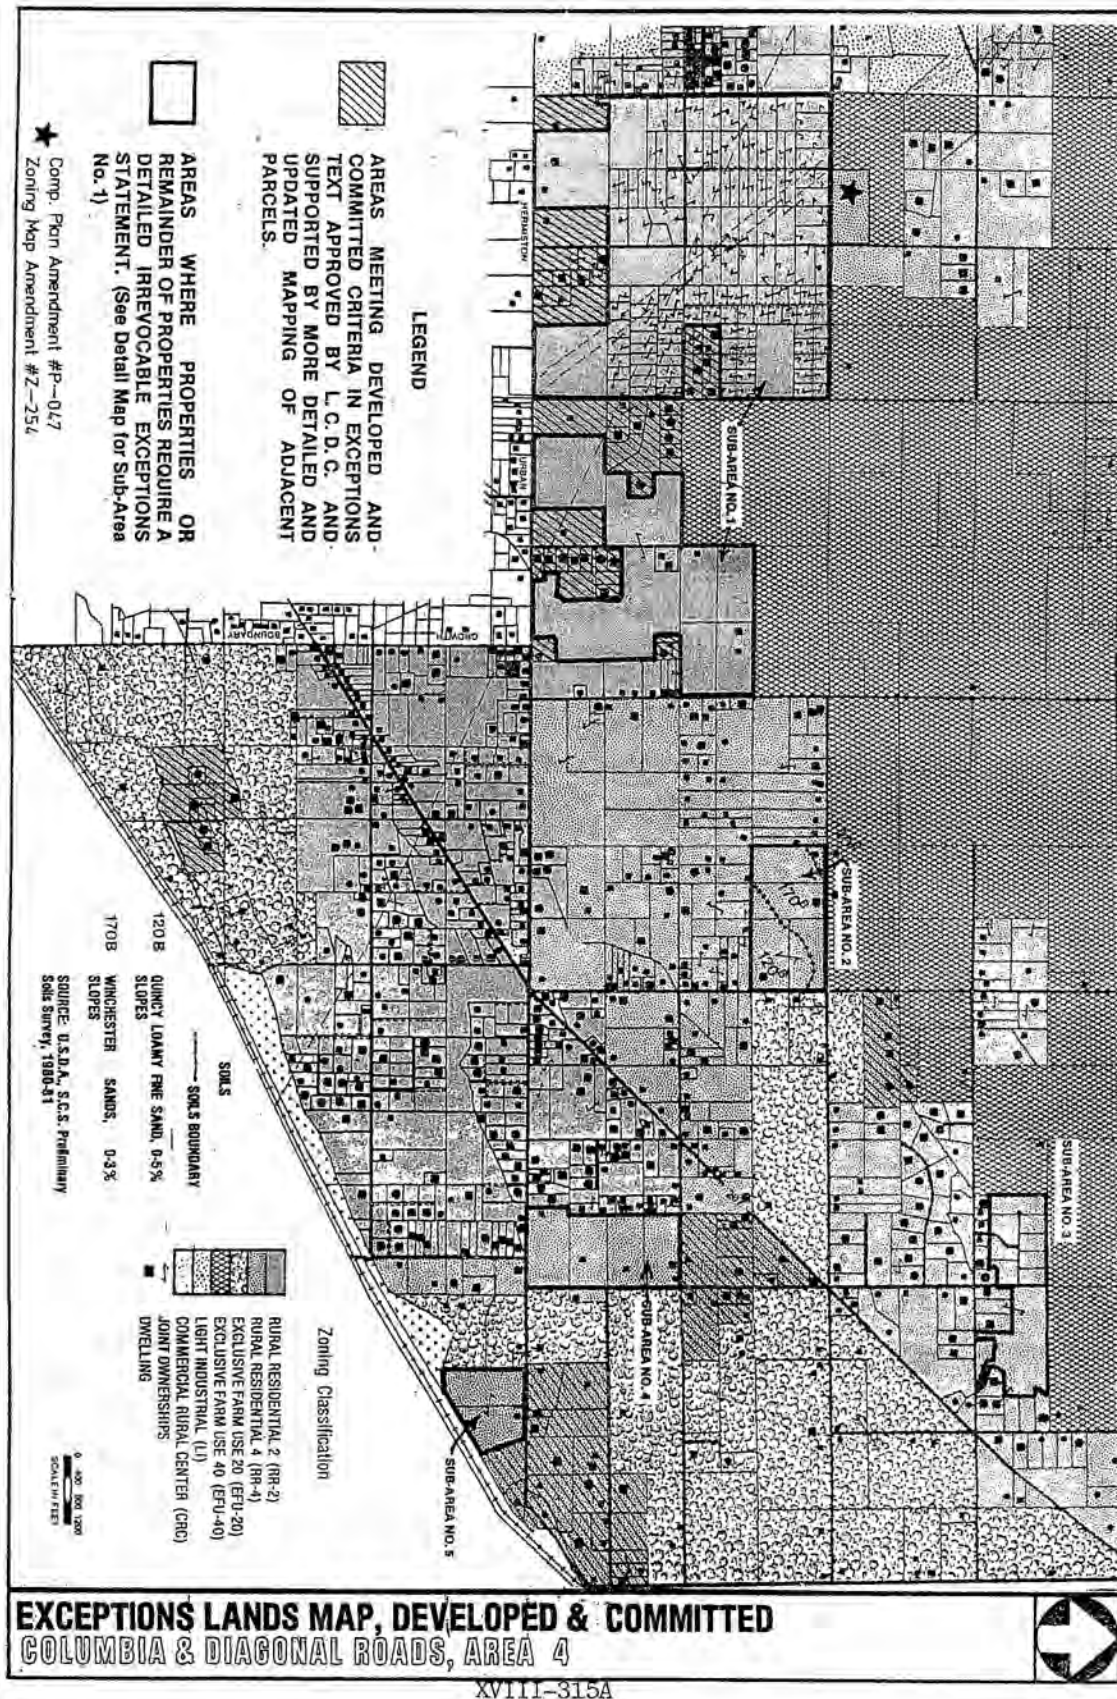 LEGEND
AREAS MEETING DEVELOPED AND
COMMITTED CRITERIA IN EXCEPTIONS
TEXT APPROVED BY L.C.D.C. AND
SUPPORTED BY MORE DETAILED AND
UPDATED MAPPING OF ADJACENT
PARCELS.
AREAS WHERE PROPERTIES OR
REMAINDER OF PROPERTIES REQUIRE A
DETAILED IRREVOCABLE EXCEPTIONS
STATEMENT. (See Detail Map for Sub-Area
No. 1)
Comp. Plan Amendment #P-047
Zoning Map Amendment #Z-254
HERMISTON
URBAN
GROWTH
BOUNDARY
SUB-AREA NO. 1
SUB-AREA NO. 2
SUB-AREA NO. 3
SUB-AREA NO. 4
SUB-AREA NO. 5
SOILS
SOILS BOUNDARY
120B QUINCY LOAMY FINE SAND, 0-5%
SLOPES
170B WINCHESTER SANDS, 0-3%
SLOPES
SOURCE: U.S.D.A., S.C.S. Preliminary
Soils Survey, 1980-81
Zoning Classification
RURAL RESIDENTIAL 2 (RR-2)
RURAL RESIDENTIAL 4 (RR-4)
EXCLUSIVE FARM USE 20 (EFU-20)
EXCLUSIVE FARM USE 40 (EFU-40)
LIGHT INDUSTRIAL (LI)
COMMERCIAL RURAL CENTER (CRC)
JOINT OWNERSHIPS
DWELLING
0 400 800 1200
SCALE IN FEET
EXCEPTIONS LANDS MAP, DEVELOPED & COMMITTED
COLUMBIA & DIAGONAL ROADS, AREA 4
XVIII-315A